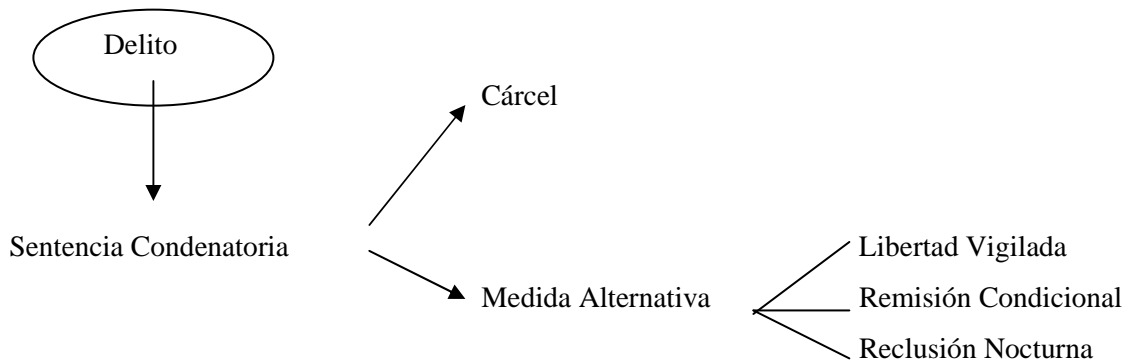 Delito
Cárcel
Sentencia Condenatoria
Medida Alternativa
Libertad Vigilada
Remisión Condicional
Reclusión Nocturna